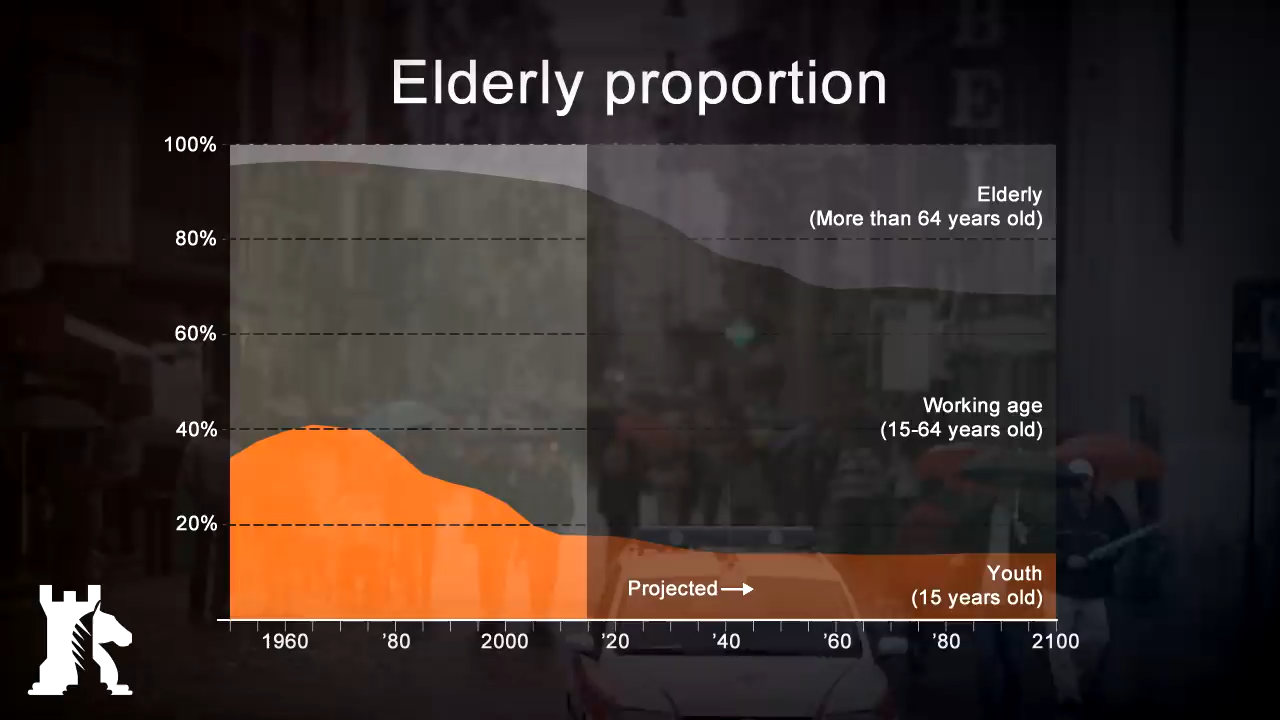 Elderly proportion
100%
Elderly
(More than 64 years old)
80%
60%
Working age
(15-64 years old)
40%
20%
Youth
(15 years old)
Projected
1960 '80 2000 '20 '40 '60 '80 2100